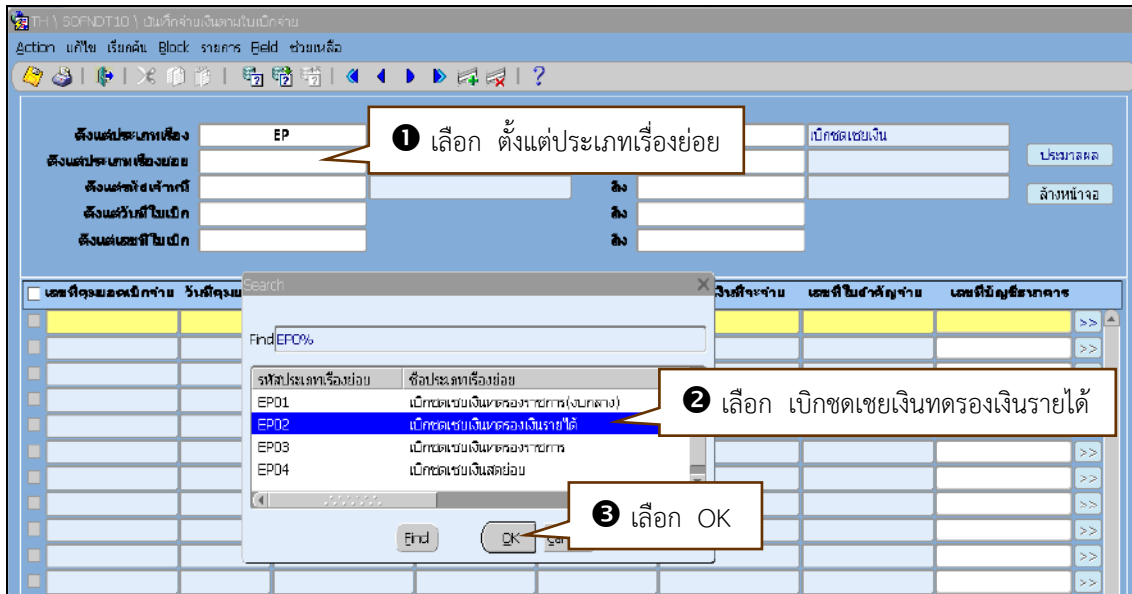 TH \ SOFNDT10 \ บันทึกจ่ายเงินตามใบเบิกจ่าย
Action แก้ไข เรียกค้น Block รายการ Field ช่วยเหลือ
ตั้งแต่ประเภทเรื่อง EP เบิกชดเชยเงิน
❶ เลือก ตั้งแต่ประเภทเรื่องย่อย
ตั้งแต่ประเภทเรื่องย่อย ประมวลผล
ตั้งแต่รหัสเจ้าหนี้ ถึง ล้างหน้าจอ
ตั้งแต่วันที่ใบเบิก ถึง
ตั้งแต่เลขที่ใบเบิก ถึง
เลขที่คุมยอดเบิกจ่าย วันที่คุมย เงินที่จะจ่าย เลขที่ใบสำคัญจ่าย เลขที่บัญชีธนาคาร
Search
Find EP0%
รหัสประเภทเรื่องย่อย ชื่อประเภทเรื่องย่อย
EP01 เบิกชดเชยเงินทดรองราชการ(งบกลาง)
EP02 เบิกชดเชยเงินทดรองเงินรายได้
❷ เลือก เบิกชดเชยเงินทดรองเงินรายได้
EP03 เบิกชดเชยเงินทดรองราชการ
EP04 เบิกชดเชยเงินสดย่อย
❸ เลือก OK
Find OK
>>
>>
>>
>>
>>
>>
>>
>>
>>